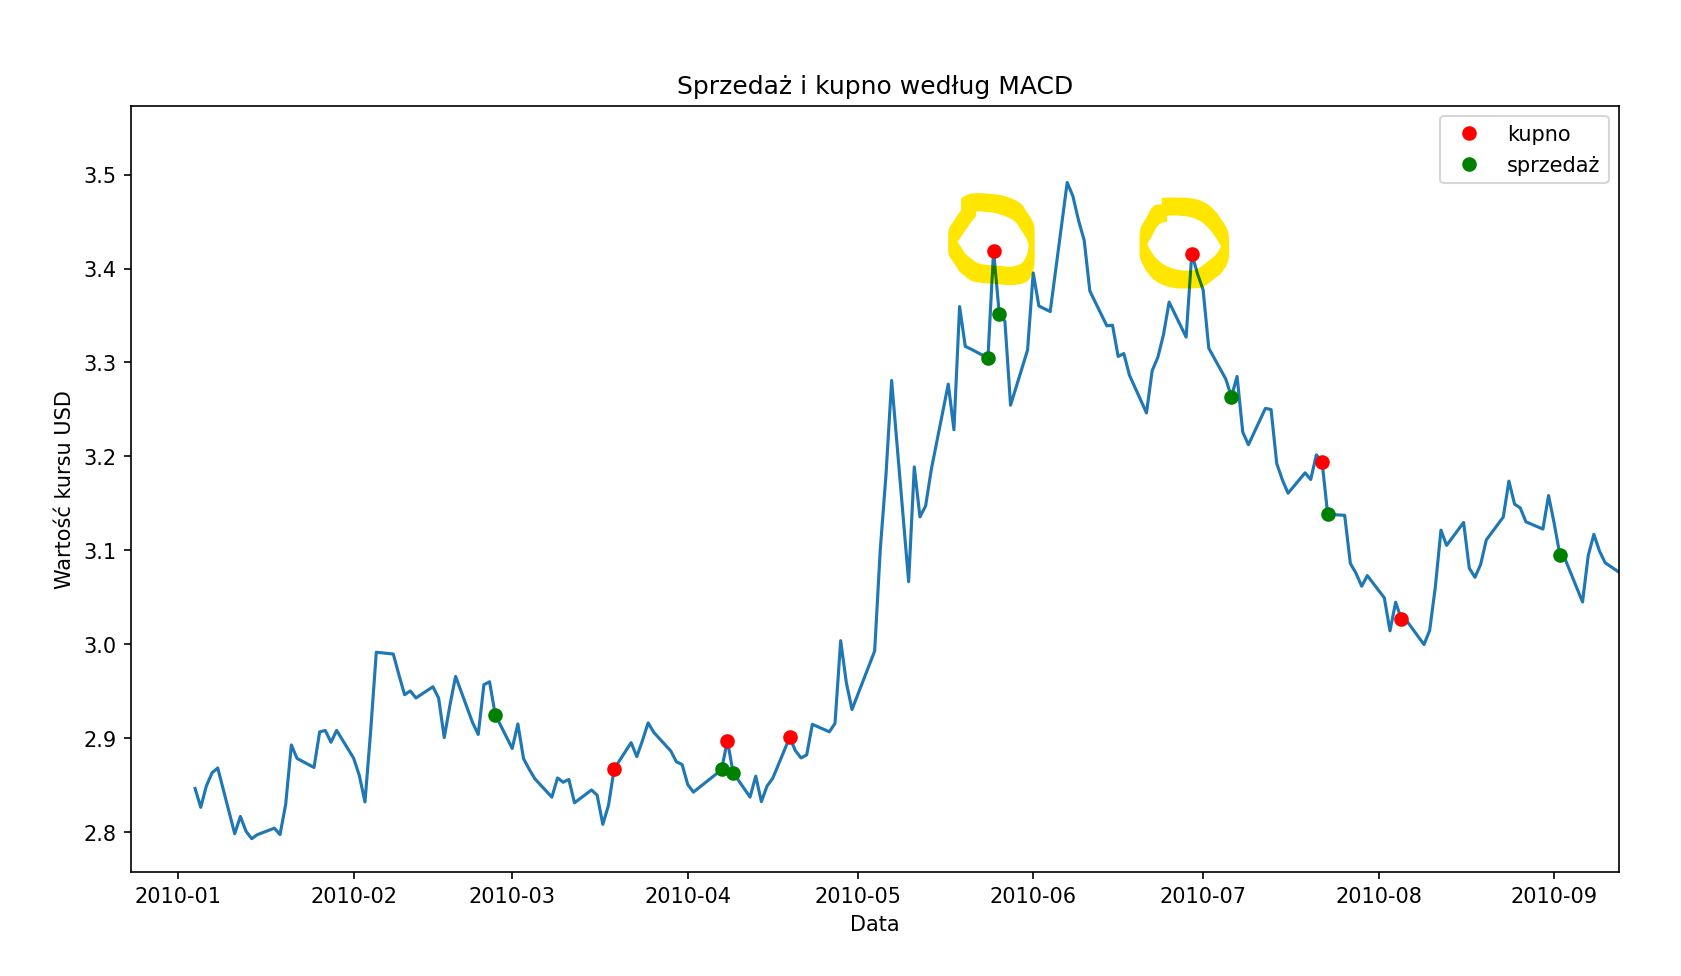 Sprzedaż i kupno według MACD
kupno
sprzedaż
3.5
3.4
3.3
3.2
3.1
3.0
2.9
2.8
Wartość kursu USD
2010-01 2010-02 2010-03 2010-04 2010-05 2010-06 2010-07 2010-08 2010-09
Data